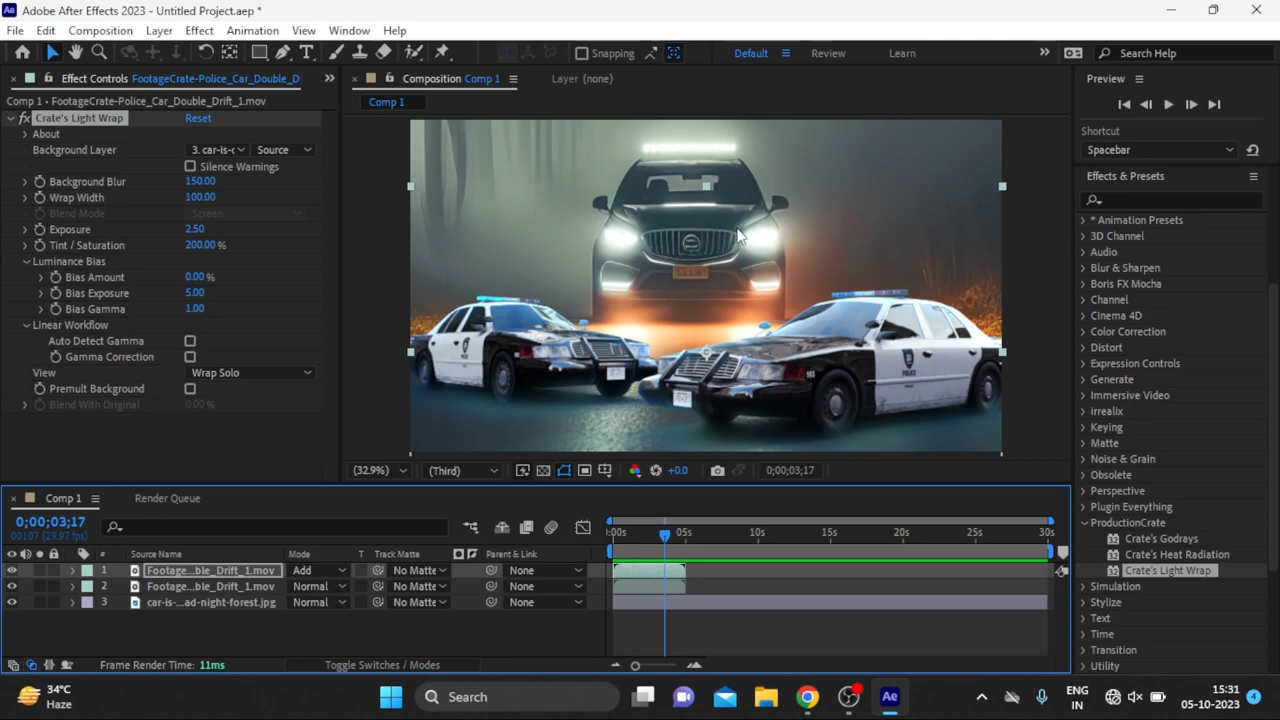 Adobe After Effects 2023 - Untitled Project.aep *
File Edit Composition Layer Effect Animation View Window Help
Snapping Default Review Learn Search Help
Effect Controls FootageCrate-Police_Car_Double_D
Composition Comp 1
Layer (none)
Comp 1 • FootageCrate-Police_Car_Double_Drift_1.mov
fx Crate's Light Wrap Reset
About
Background Layer 3. car-is-c Source
Silence Warnings
Background Blur 150.00
Wrap Width 100.00
Blend Mode Screen
Exposure 2.50
Tint / Saturation 200.00 %
Luminance Bias
Bias Amount 0.00 %
Bias Exposure 5.00
Bias Gamma 1.00
Linear Workflow
Auto Detect Gamma
Gamma Correction
View Wrap Solo
Premult Background
Blend With Original 0.00 %
Comp 1
POLICE
(32.9%) (Third) +0.0 0;00;03;17
Preview
Shortcut
Spacebar
Effects & Presets
* Animation Presets
3D Channel
Audio
Blur & Sharpen
Boris FX Mocha
Channel
Cinema 4D
Color Correction
Distort
Expression Controls
Generate
Immersive Video
irrealix
Keying
Matte
Noise & Grain
Obsolete
Perspective
Plugin Everything
ProductionCrate
Crate's Godrays
Crate's Heat Radiation
Crate's Light Wrap
Simulation
Stylize
Text
Time
Transition
Utility
Comp 1 Render Queue
0;00;03;17
00107 (29.97 fps)
:00s 05s 10s 15s 20s 25s 30s
# Source Name Mode T Track Matte Parent & Link
1 Footage...ble_Drift_1.mov Add No Matte None
2 Footage...ble_Drift_1.mov Normal No Matte None
3 car-is-...ad-night-forest.jpg Normal No Matte None
Frame Render Time: 11ms Toggle Switches / Modes
34°C
Haze
Search
Ae
ENG
IN
15:31
05-10-2023
4